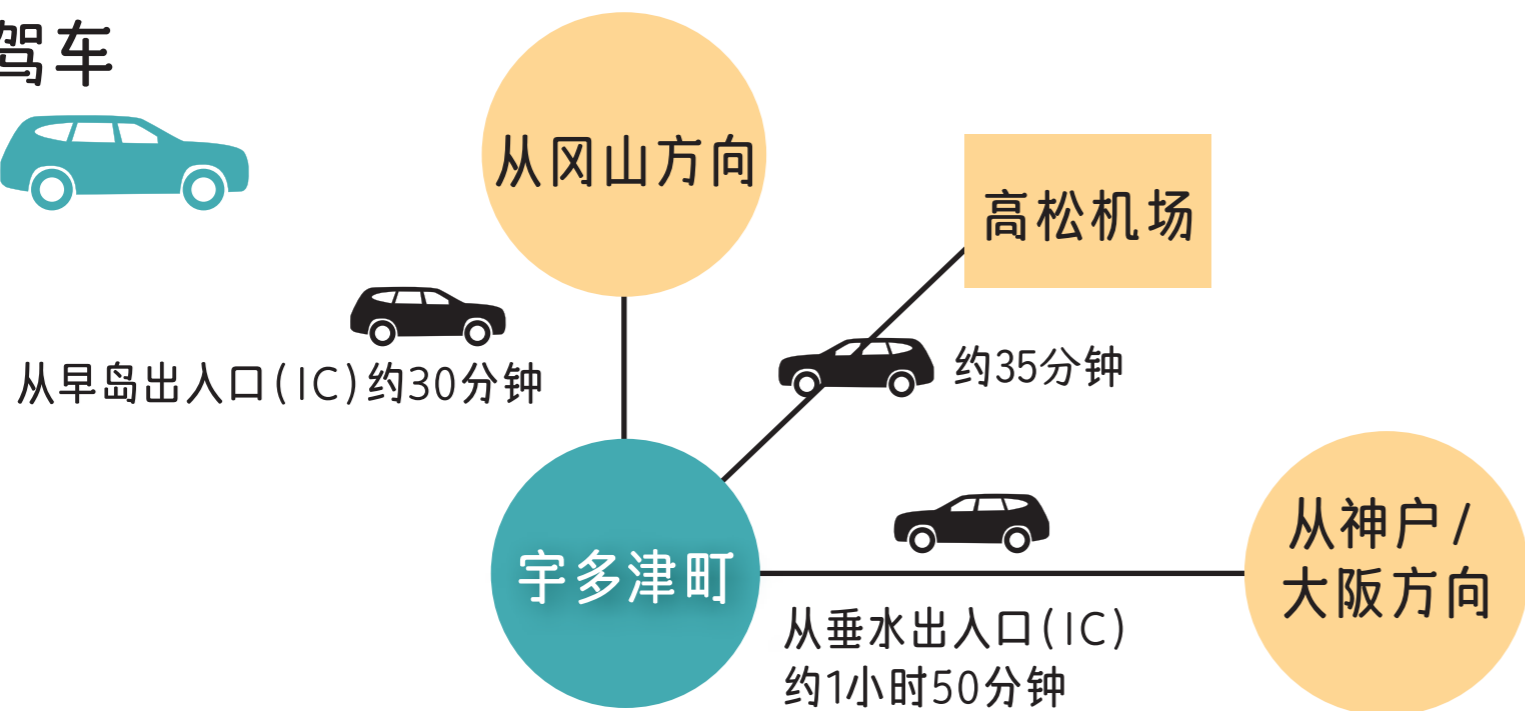 驾车
从冈山方向
高松机场
从早岛出入口(IC)约30分钟
约35分钟
宇多津町
从神户/
大阪方向
从垂水出入口(IC)
约1小时50分钟